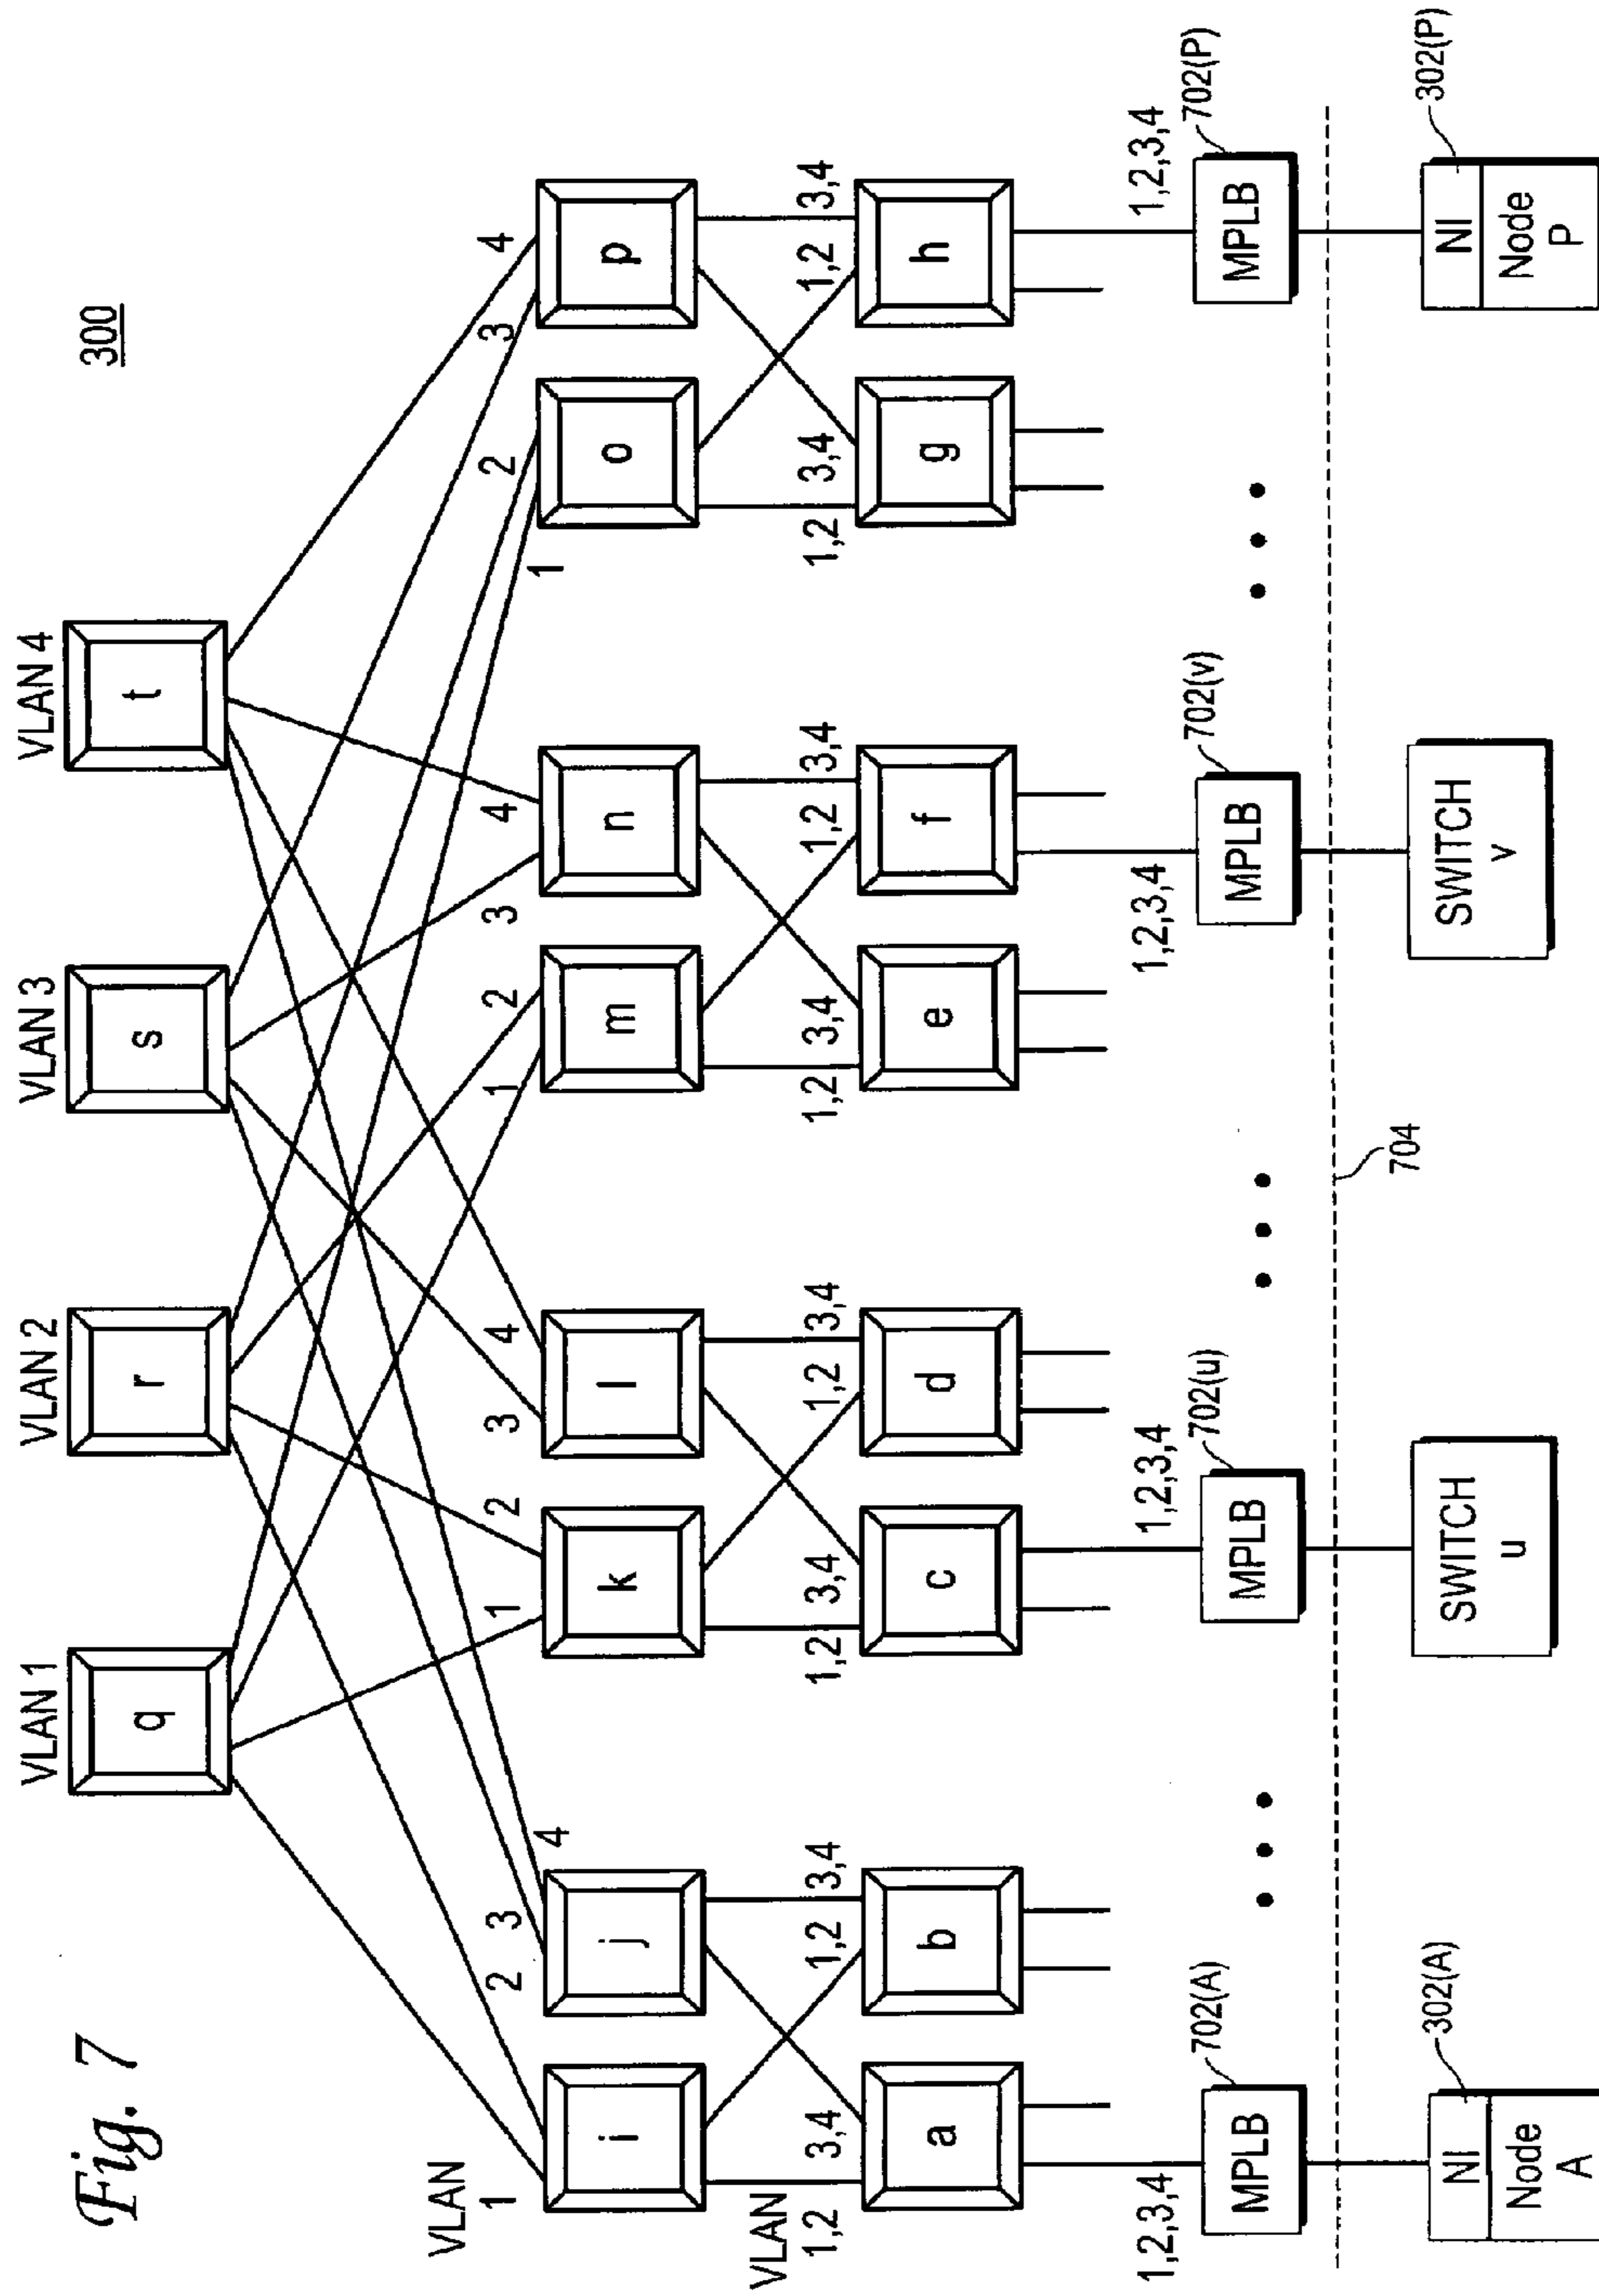 Fig. 7
300
VLAN 1
VLAN 2
VLAN 3
VLAN 4
q
r
s
t
VLAN
1
2
3
4
1
2
3
4
1
2
3
4
1
2
3
4
i
j
k
l
m
n
o
p
VLAN
1,2
3,4
1,2
3,4
1,2
3,4
1,2
3,4
1,2
3,4
1,2
3,4
1,2
3,4
1,2
3,4
a
b
c
d
e
f
g
h
1,2,3,4
702(A)
1,2,3,4
702(u)
1,2,3,4
702(v)
1,2,3,4
702(P)
MPLB
MPLB
MPLB
MPLB
704
302(A)
302(P)
NI
Node
A
SWITCH
u
SWITCH
v
NI
Node
P